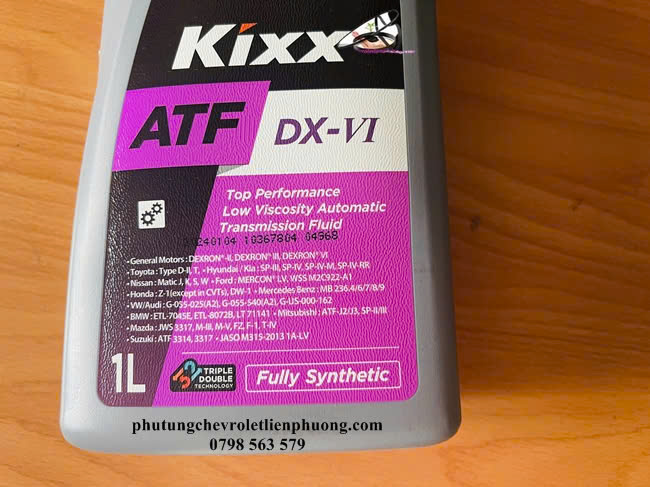 Kixx
ATF DX-VI
Top Performance
Low Viscosity Automatic
Transmission Fluid
20240104 10367804 04568
•General Motors : DEXRON®-II, DEXRON® III, DEXRON® VI
•Toyota : Type D-II, T, •Hyundai / Kia : SP-III, SP-IV, SP-IV-M, SP-IV-RR
•Nissan : Matic J, K, S, W •Ford : MERCON® LV, WSS M2C922-A1
•Honda : Z-1(except in CVTs), DW-1 •Mercedes Benz : MB 236.4/6/7/8/9
•VW/Audi : G-055-025(A2), G-055-540(A2), G-US-000-162
•BMW : ETL-7045E, ETL-8072B, LT 71141 •Mitsubishi : ATF-J2/J3, SP-II/III
•Mazda : JWS 3317, M-III, M-V, FZ, F-1, T-IV
•Suzuki : ATF 3314, 3317 •JASO M315-2013 1A-LV
1L
32 TRIPLE
DOUBLE
TECHNOLOGY
Fully Synthetic
phutungchevroletlienphuong.com
0798 563 579